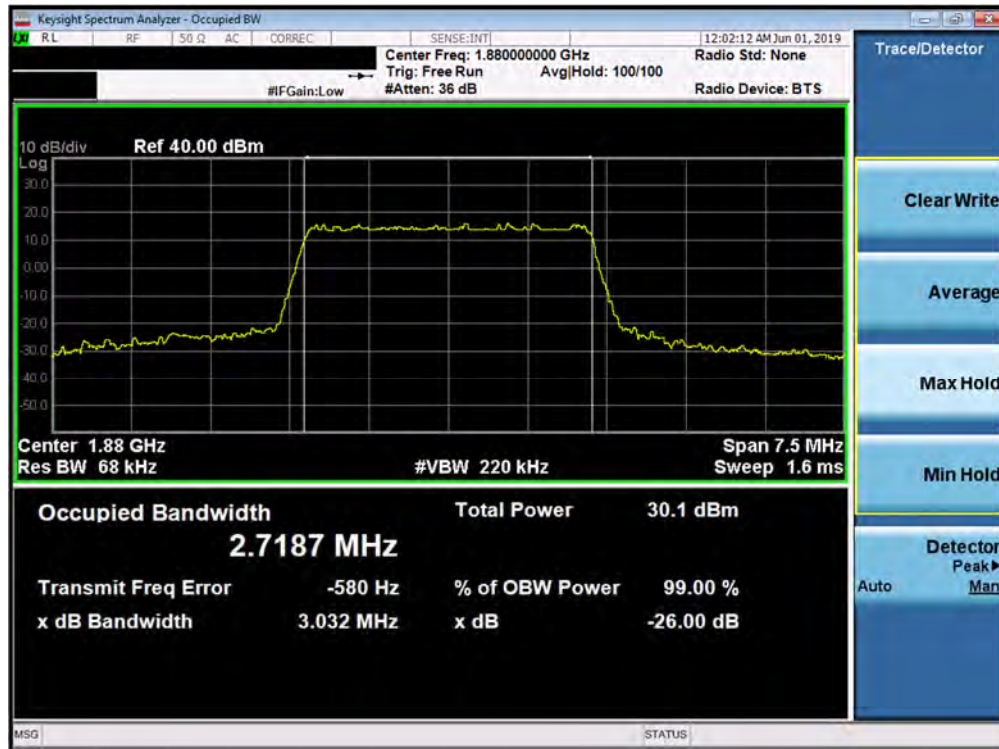 Keysight Spectrum Analyzer - Occupied BW
LXI RL RF 50 Ω AC CORREC SENSE:INT 12:02:12 AM Jun 01, 2019
Center Freq: 1.880000000 GHz Radio Std: None
Trig: Free Run Avg|Hold: 100/100
#IFGain:Low #Atten: 36 dB Radio Device: BTS
10 dB/div Ref 40.00 dBm
Log
30.0
20.0
10.0
0.00
-10.0
-20.0
-30.0
-40.0
-50.0
Center 1.88 GHz Span 7.5 MHz
Res BW 68 kHz #VBW 220 kHz Sweep 1.6 ms
Occupied Bandwidth Total Power 30.1 dBm
2.7187 MHz
Transmit Freq Error -580 Hz % of OBW Power 99.00 %
x dB Bandwidth 3.032 MHz x dB -26.00 dB
Trace/Detector
Clear Write
Average
Max Hold
Min Hold
Detector
Peak▶
Auto Man
MSG STATUS